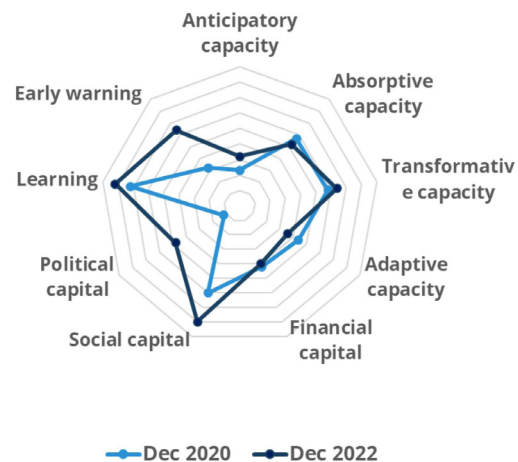 Anticipatory
capacity
Early warning
Absorptive
capacity
Learning
Transformativ
e capacity
Political
capital
Adaptive
capacity
Social capital
Financial
capital
Dec 2020
Dec 2022